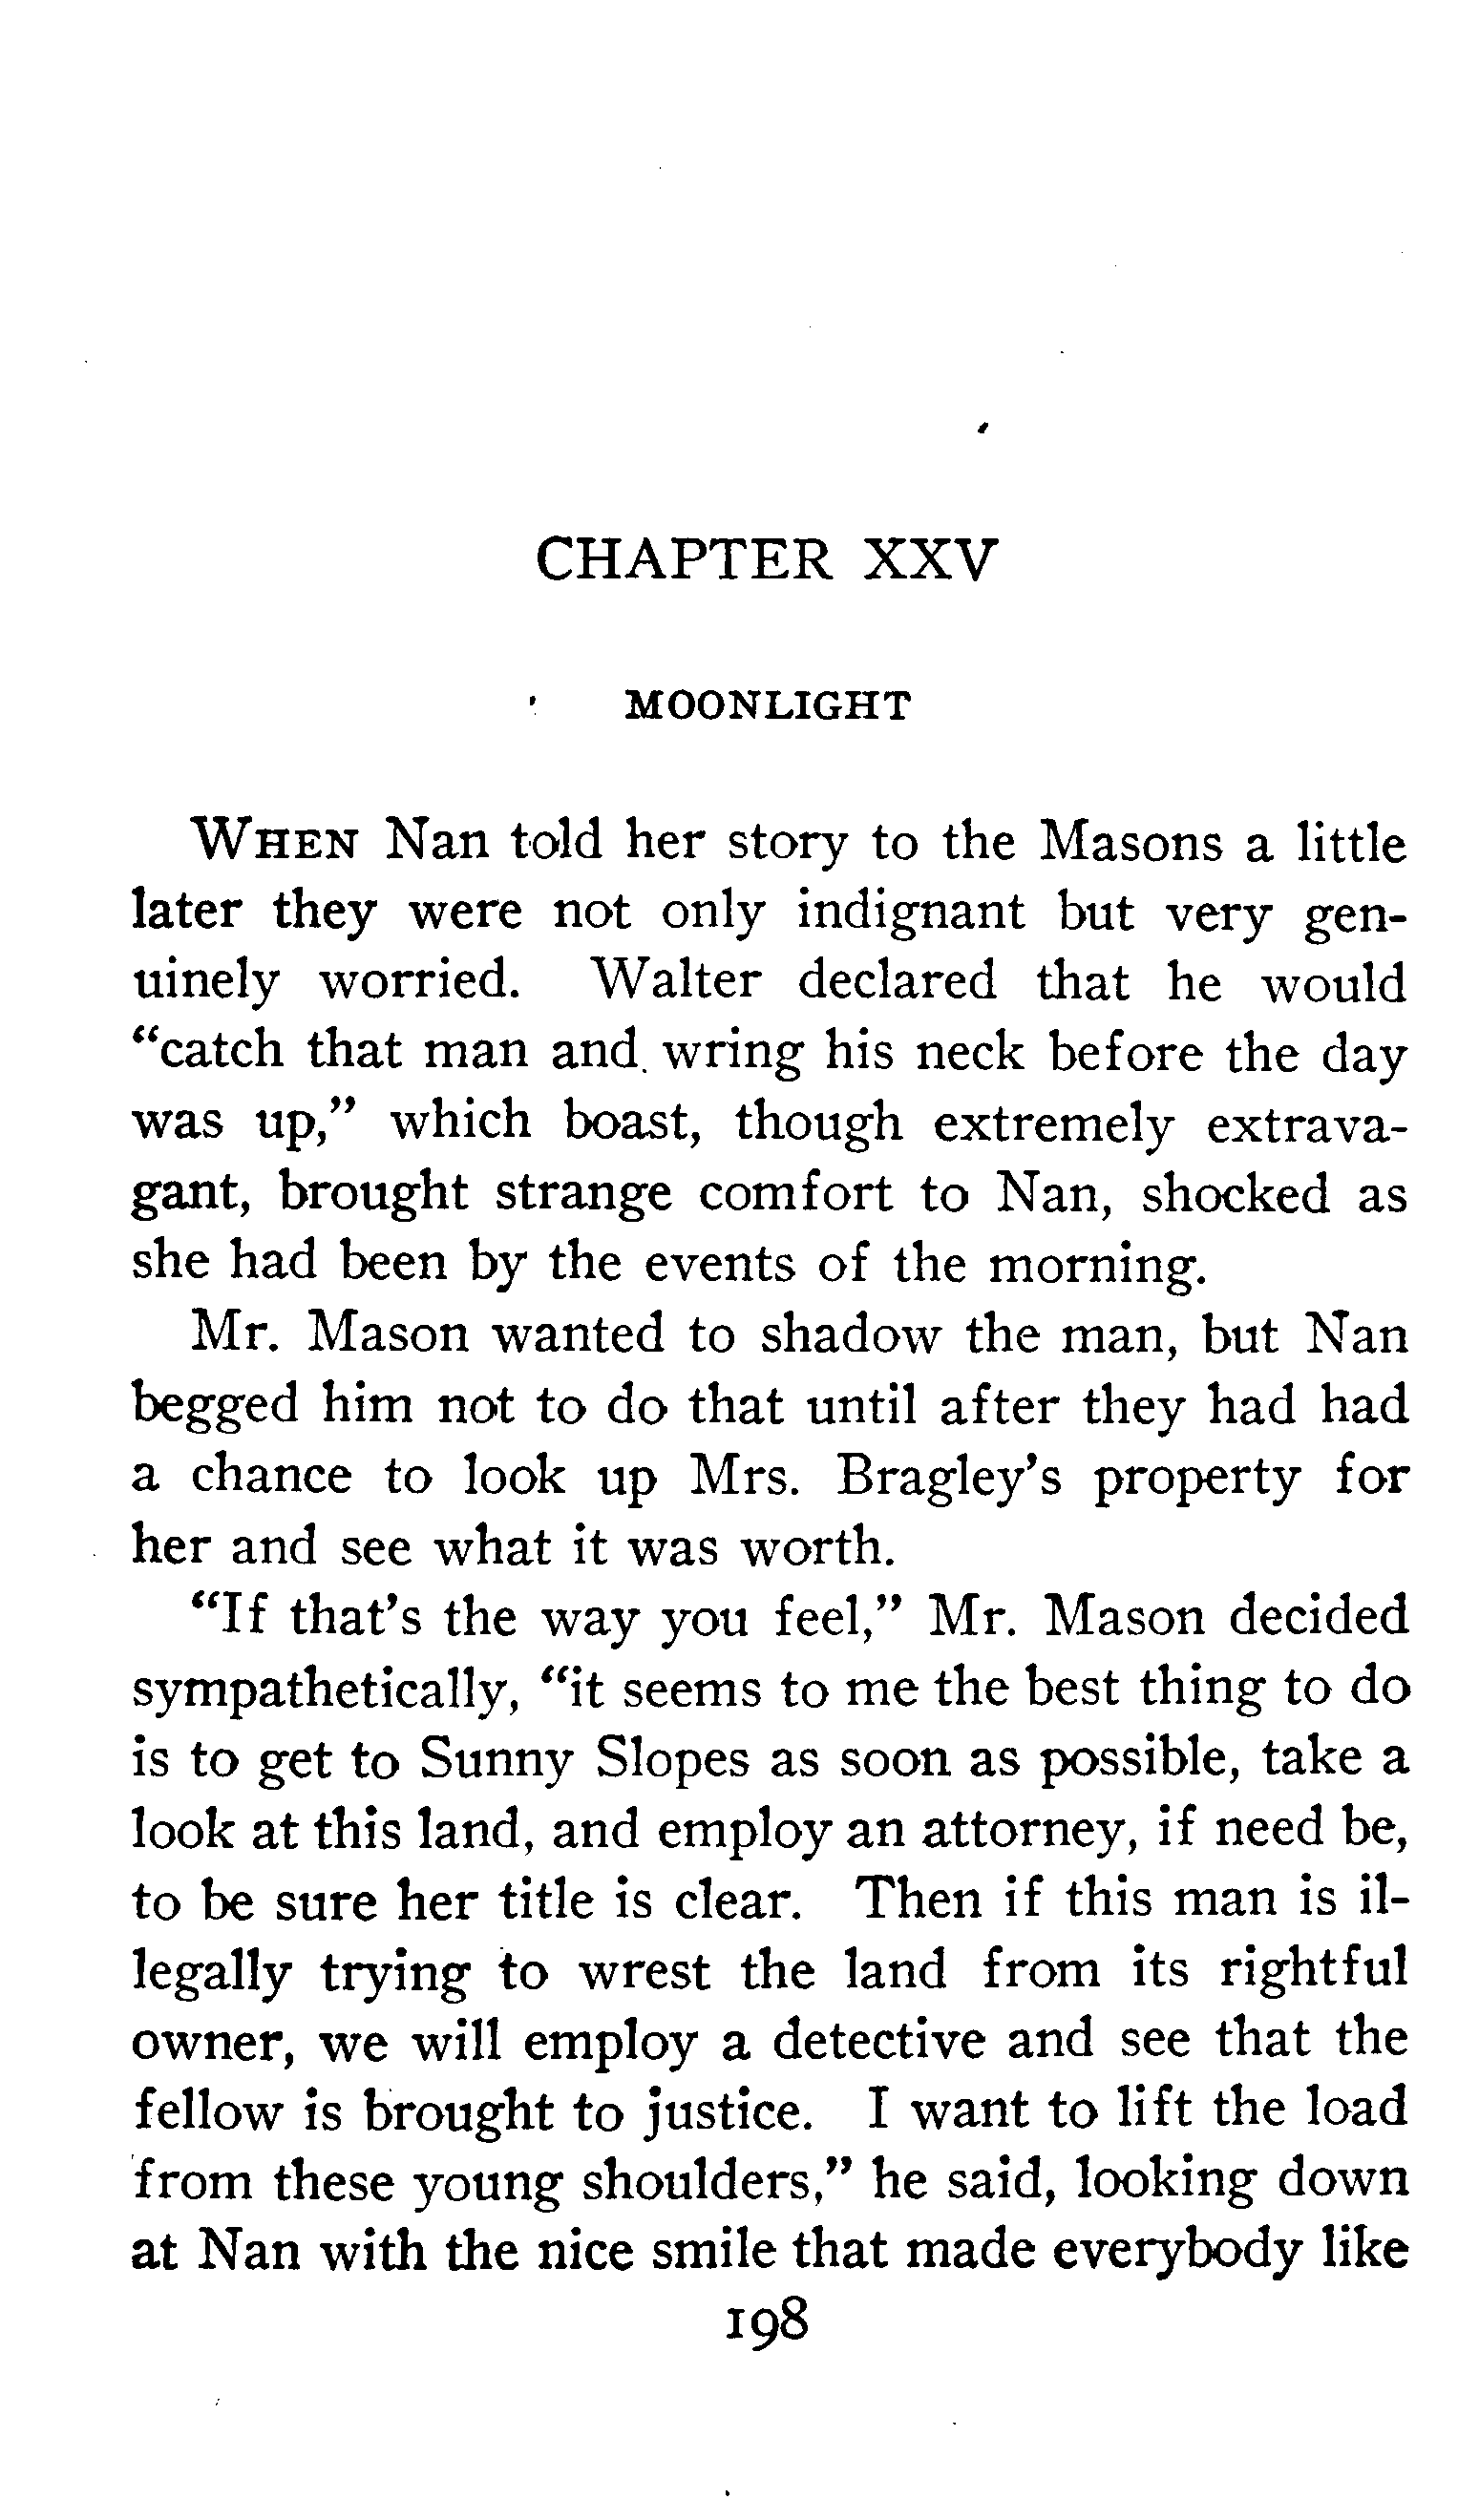 CHAPTER XXV
MOONLIGHT
WHEN Nan told her story to the Masons a little
later they were not only indignant but very gen-
uinely worried. Walter declared that he would
"catch that man and wring his neck before the day
was up," which boast, though extremely extrava-
gant, brought strange comfort to Nan, shocked as
she had been by the events of the morning.
Mr. Mason wanted to shadow the man, but Nan
begged him not to do that until after they had had
a chance to look up Mrs. Bragley's property for
her and see what it was worth.
"If that's the way you feel," Mr. Mason decided
sympathetically, "it seems to me the best thing to do
is to get to Sunny Slopes as soon as possible, take a
look at this land, and employ an attorney, if need be,
to be sure her title is clear. Then if this man is il-
legally trying to wrest the land from its rightful
owner, we will employ a detective and see that the
fellow is brought to justice. I want to lift the load
from these young shoulders," he said, looking down
at Nan with the nice smile that made everybody like
198